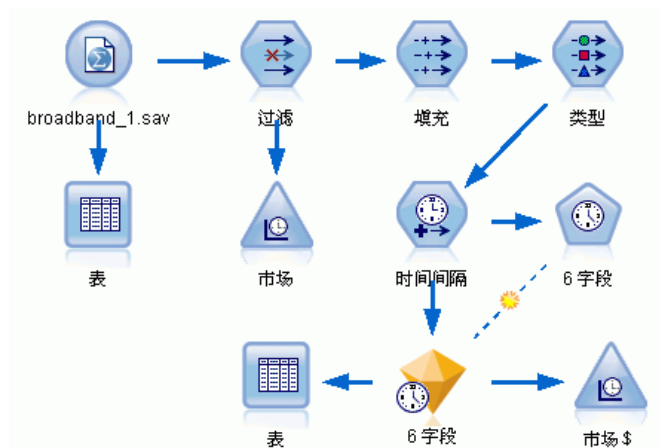 broadband_1.sav
过滤
填充
类型
表
市场
时间间隔
6 字段
表
6 字段
市场 $